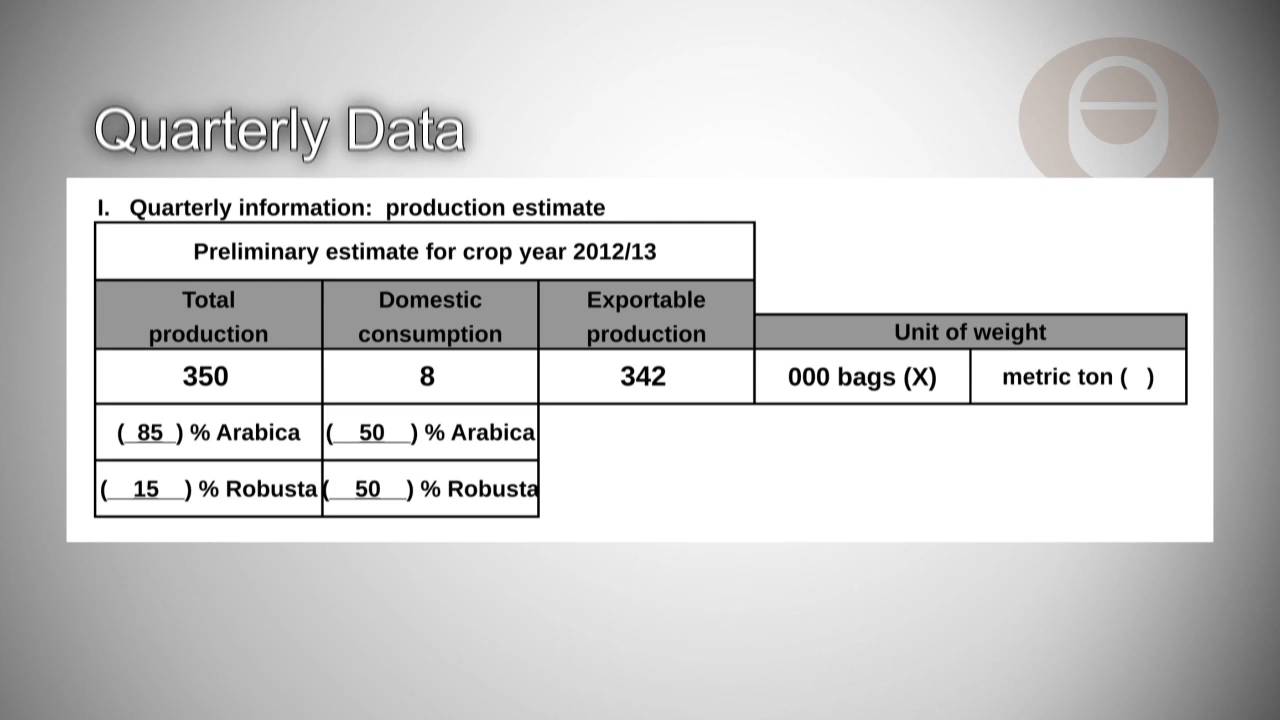 Quarterly Data
I. Quarterly information: production estimate
Preliminary estimate for crop year 2012/13
Total production
Domestic consumption
Exportable production
Unit of weight
350
8
342
000 bags (X)
metric ton ( )
( 85 ) % Arabica
( 50 ) % Arabica
( 15 ) % Robusta
( 50 ) % Robusta